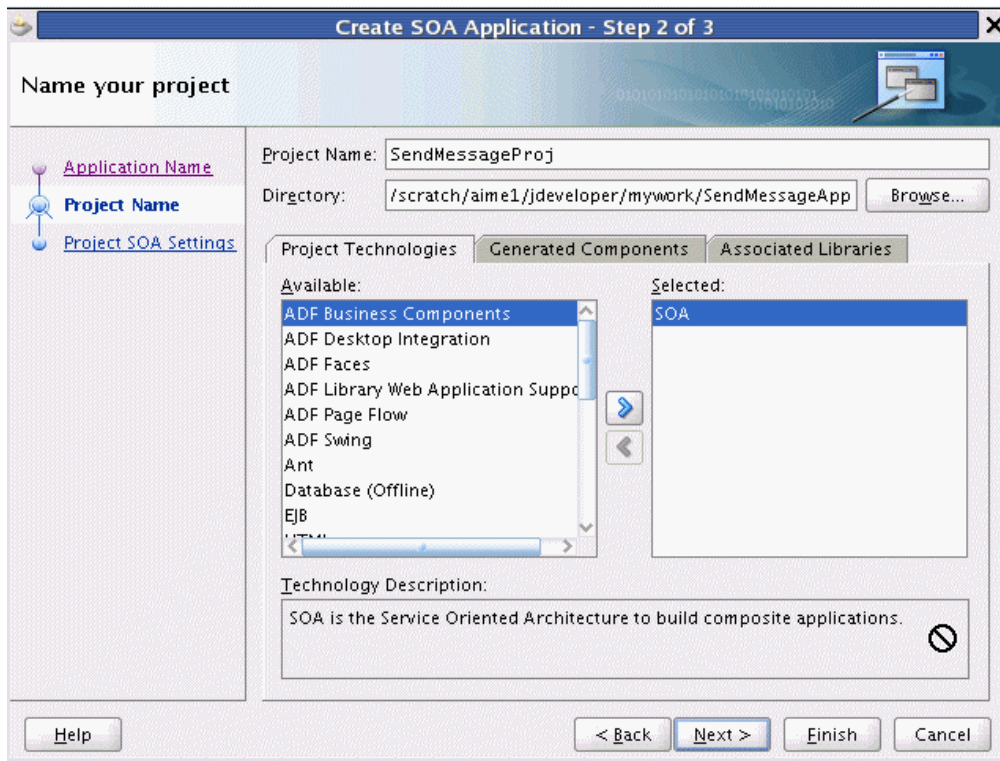 Create SOA Application - Step 2 of 3
Name your project
Application Name
Project Name
Project SOA Settings
Project Name: SendMessageProj
Directory: /scratch/aime1/jdeveloper/mywork/SendMessageApp Browse...
Project Technologies Generated Components Associated Libraries
Available: Selected:
ADF Business Components SOA
ADF Desktop Integration
ADF Faces
ADF Library Web Application Suppo
ADF Page Flow
ADF Swing
Ant
Database (Offline)
EJB
HTML
Technology Description:
SOA is the Service Oriented Architecture to build composite applications.
Help < Back Next > Finish Cancel